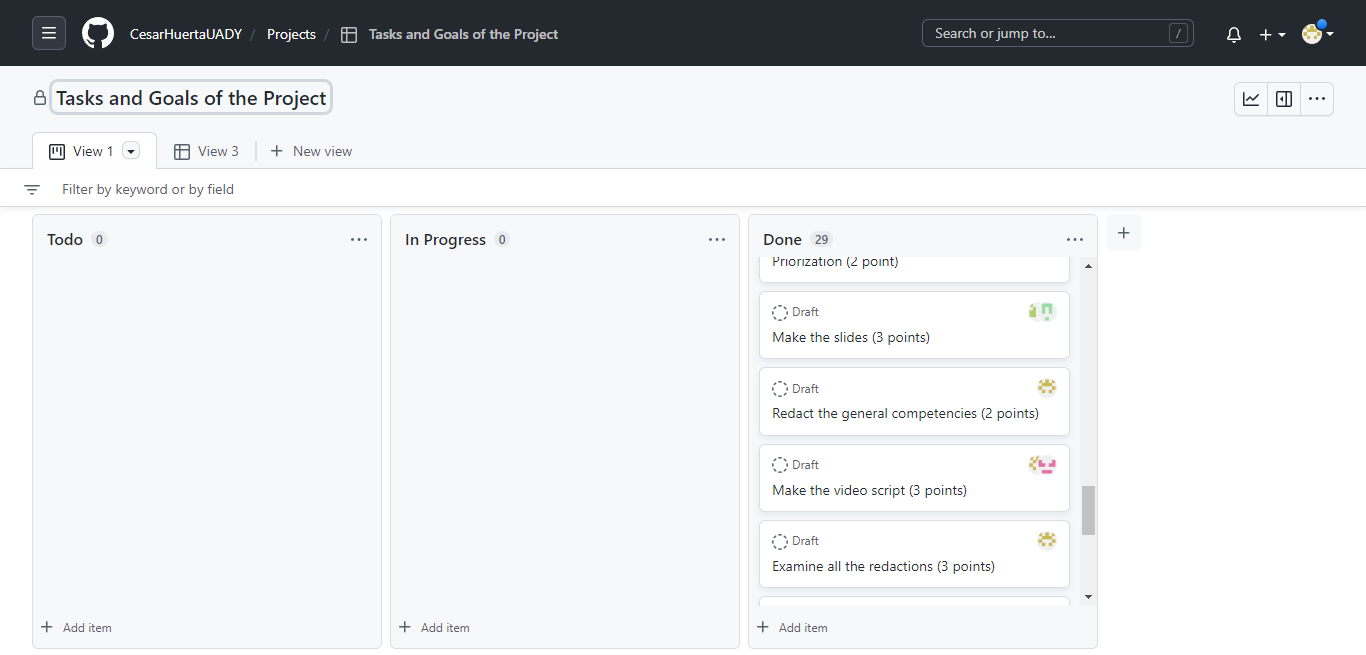 CesarHuertaUADY / Projects / Tasks and Goals of the Project
Search or jump to... /
Tasks and Goals of the Project
View 1 View 3 New view
Filter by keyword or by field
Todo 0
In Progress 0
Done 29
Priorization (2 point)
Draft
Make the slides (3 points)
Draft
Redact the general competencies (2 points)
Draft
Make the video script (3 points)
Draft
Examine all the redactions (3 points)
Add item
Add item
Add item